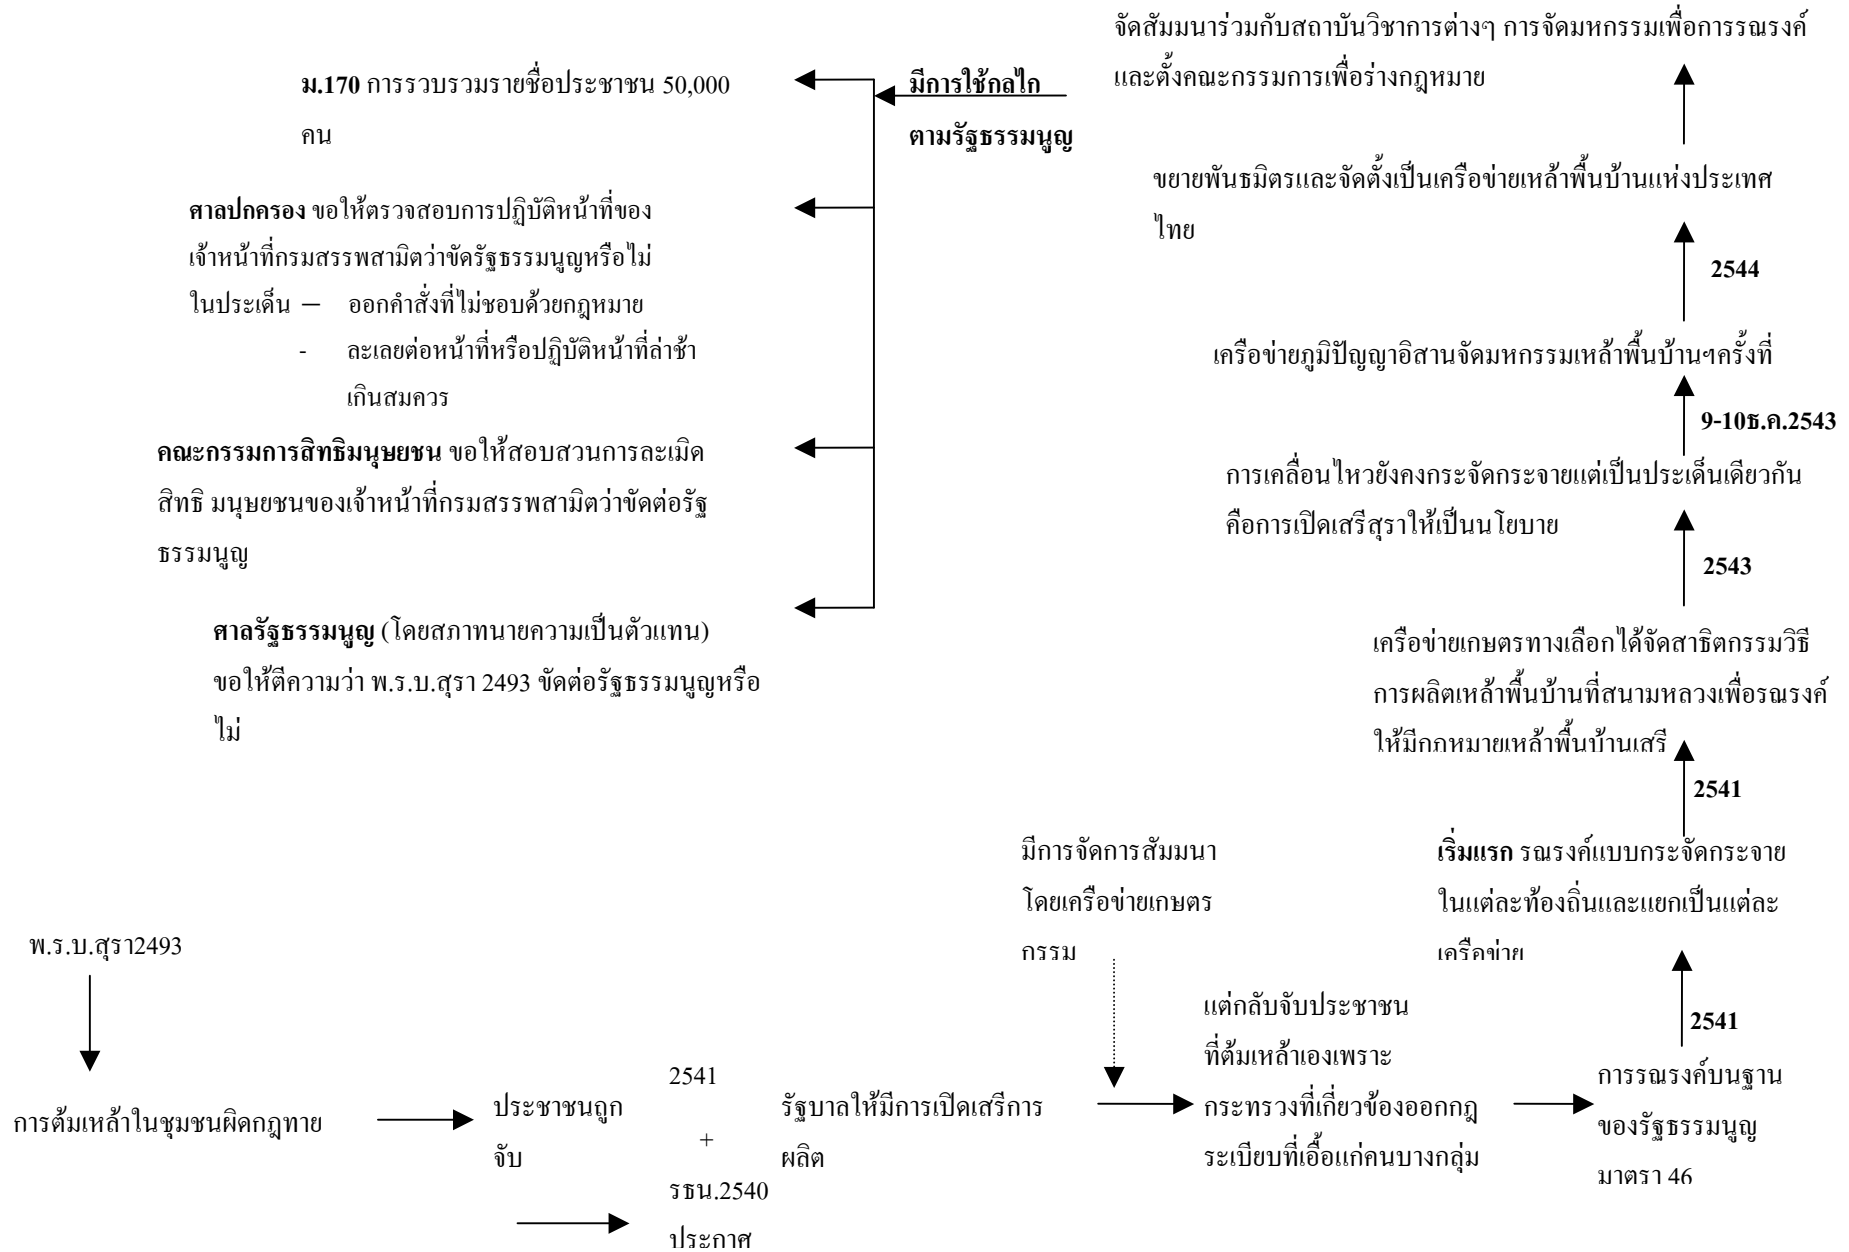 จัดสัมมนาร่วมกับสถาบันวิชาการต่างๆ การจัดมหกรรมเพื่อการรณรงค์
และตั้งคณะกรรมการเพื่อร่างกฎหมาย
มีการใช้กลไก
ตามรัฐธรรมนูญ
ม.170 การรวบรวมรายชื่อประชาชน 50,000
คน
ศาลปกครอง ขอให้ตรวจสอบการปฏิบัติหน้าที่ของ
เจ้าหน้าที่กรมสรรพสามิตว่าขัดรัฐธรรมนูญหรือไม่
ในประเด็น – ออกคำสั่งที่ไม่ชอบด้วยกฎหมาย
- ละเลยต่อหน้าที่หรือปฏิบัติหน้าที่ล่าช้า
เกินสมควร
คณะกรรมการสิทธิมนุษยชน ขอให้สอบสวนการละเมิด
สิทธิ มนุษยชนของเจ้าหน้าที่กรมสรรพสามิตว่าขัดต่อรัฐ
ธรรมนูญ
ศาลรัฐธรรมนูญ (โดยสภาทนายความเป็นตัวแทน)
ขอให้ตีความว่า พ.ร.บ.สุรา 2493 ขัดต่อรัฐธรรมนูญหรือ
ไม่
ขยายพันธมิตรและจัดตั้งเป็นเครือข่ายเหล้าพื้นบ้านแห่งประเทศ
ไทย
2544
เครือข่ายภูมิปัญญาอิสานจัดมหกรรมเหล้าพื้นบ้านฯครั้งที่
9-10ธ.ค.2543
การเคลื่อนไหวยังคงกระจัดกระจายแต่เป็นประเด็นเดียวกัน
คือการเปิดเสรีสุราให้เป็นนโยบาย
2543
เครือข่ายเกษตรทางเลือกได้จัดสาธิตกรรมวิธี
การผลิตเหล้าพื้นบ้านที่สนามหลวงเพื่อรณรงค์
ให้มีกฎหมายเหล้าพื้นบ้านเสรี
2541
เริ่มแรก รณรงค์แบบกระจัดกระจาย
ในแต่ละท้องถิ่นและแยกเป็นแต่ละ
เครือข่าย
2541
มีการจัดการสัมมนา
โดยเครือข่ายเกษตร
กรรม
พ.ร.บ.สุรา2493
การต้มเหล้าในชุมชนผิดกฎทาย
ประชาชนถูก
จับ
2541
+
รธน.2540
ประกาศ
รัฐบาลให้มีการเปิดเสรีการ
ผลิต
แต่กลับจับประชาชน
ที่ต้มเหล้าเองเพราะ
กระทรวงที่เกี่ยวข้องออกกฎ
ระเบียบที่เอื้อแก่คนบางกลุ่ม
การรณรงค์บนฐาน
ของรัฐธรรมนูญ
มาตรา 46